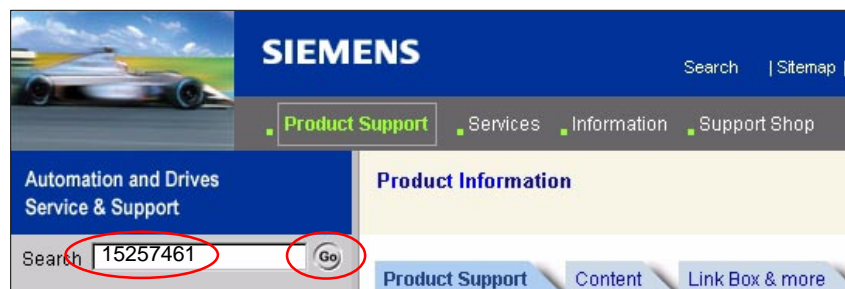 SIEMENS
Search | Sitemap |
Product Support Services Information Support Shop
Automation and Drives
Service & Support
Product Information
Search 15257461 Go
Product Support Content Link Box & more